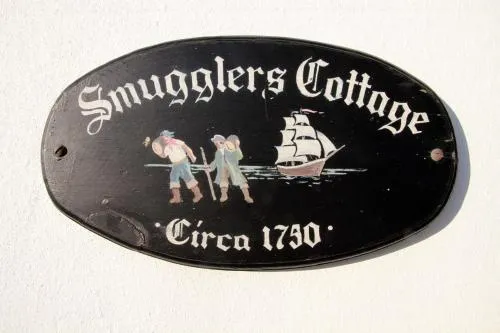 Smugglers Cottage
· Circa 1750 ·